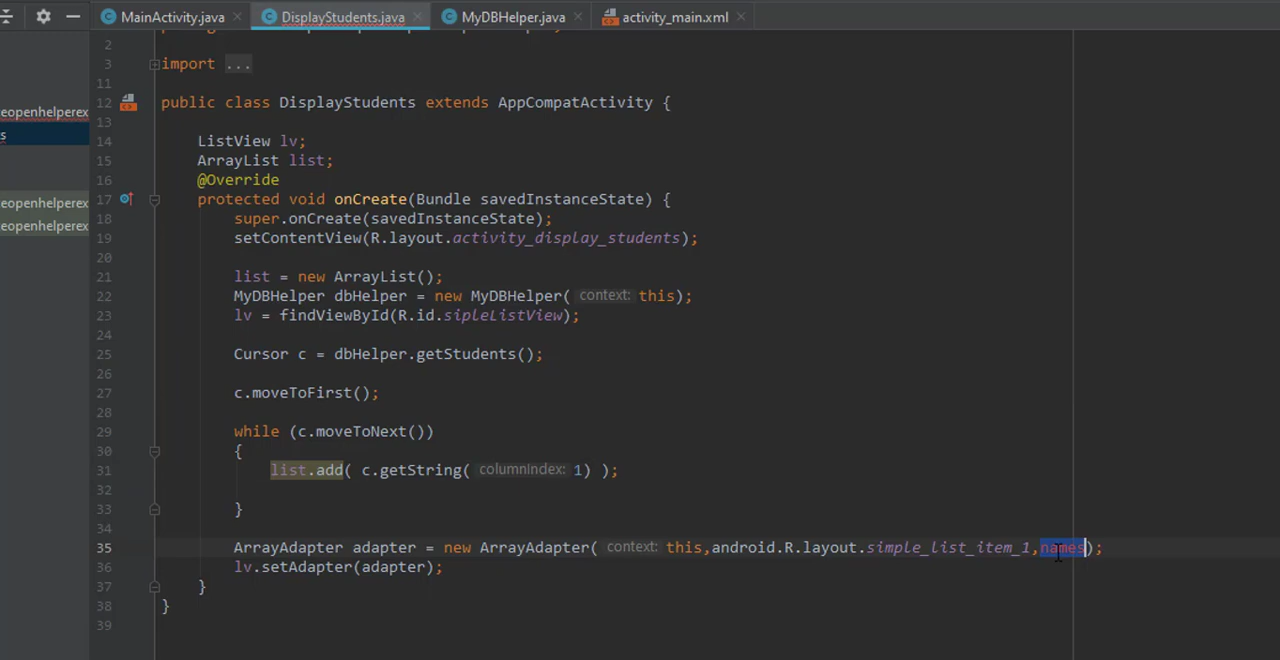 MainActivity.java
DisplayStudents.java
MyDBHelper.java
activity_main.xml
2
3 import ...
11
12 public class DisplayStudents extends AppCompatActivity {
13
14 ListView lv;
15 ArrayList list;
16 @Override
17 protected void onCreate(Bundle savedInstanceState) {
18 super.onCreate(savedInstanceState);
19 setContentView(R.layout.activity_display_students);
20
21 list = new ArrayList();
22 MyDBHelper dbHelper = new MyDBHelper( context: this);
23 lv = findViewById(R.id.sipleListView);
24
25 Cursor c = dbHelper.getStudents();
26
27 c.moveToFirst();
28
29 while (c.moveToNext())
30 {
31 list.add( c.getString( columnIndex: 1) );
32
33 }
34
35 ArrayAdapter adapter = new ArrayAdapter( context: this,android.R.layout.simple_list_item_1,names);
36 lv.setAdapter(adapter);
37 }
38 }
39
eopenhelperex
s
eopenhelperex
eopenhelperex